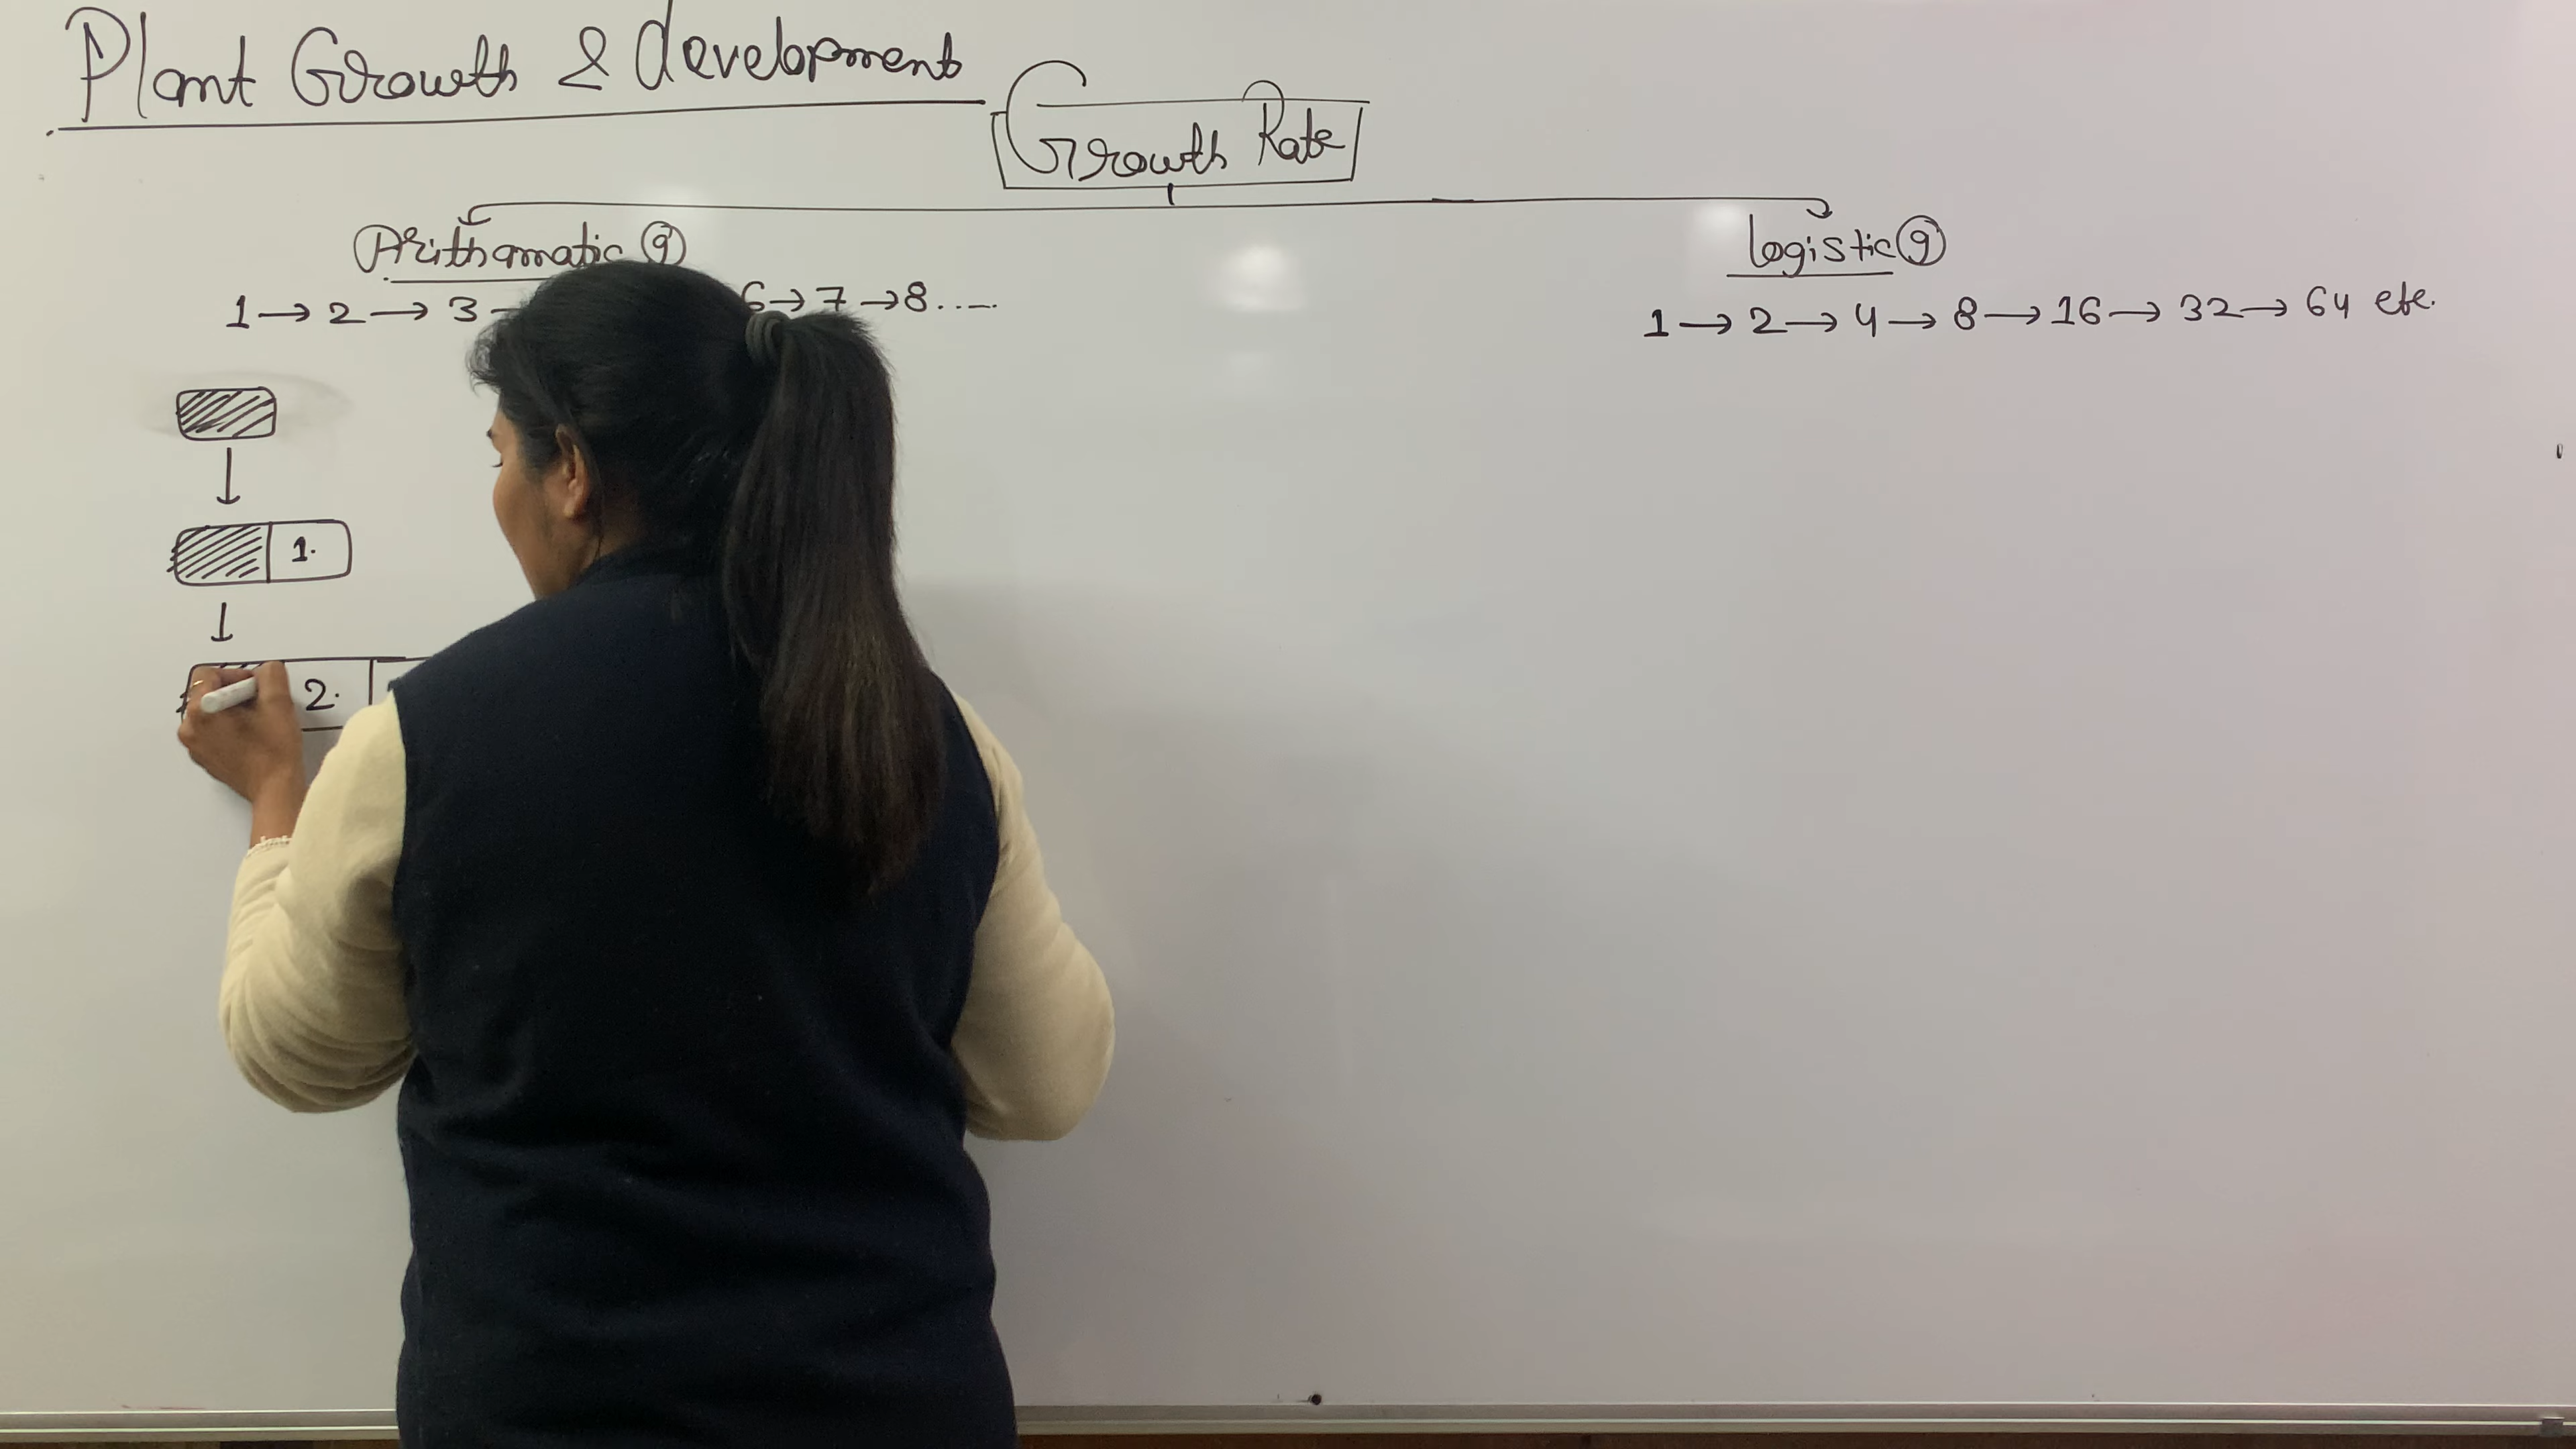 Plant Growth & development
Growth Rate
Arithamatic (g)
logistic (g)
1 → 2 → 3 → 6 → 7 → 8.....
1 → 2 → 4 → 8 → 16 → 32 → 64 etc.
1.
2.